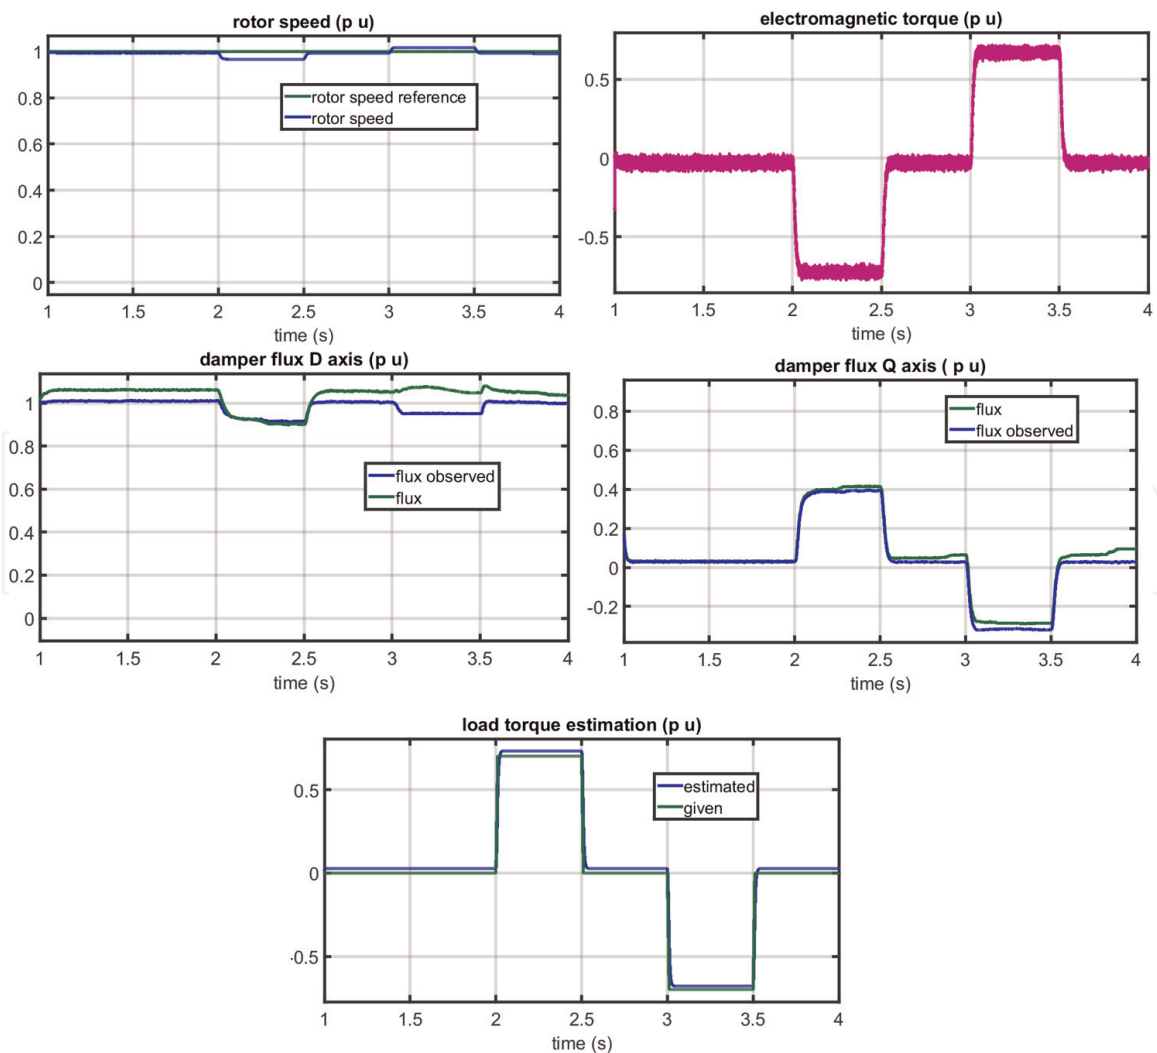 rotor speed (p u)
1
0.8
0.6
0.4
0.2
0
rotor speed reference
rotor speed
1 1.5 2 2.5 3 3.5 4
time (s)
electromagnetic torque (p u)
0.5
0
-0.5
1 1.5 2 2.5 3 3.5 4
time (s)
damper flux D axis (p u)
1
0.8
0.6
0.4
0.2
0
flux observed
flux
1 1.5 2 2.5 3 3.5 4
time (s)
damper flux Q axis ( p u)
0.8
0.6
0.4
0.2
0
-0.2
flux
flux observed
1 1.5 2 2.5 3 3.5 4
time (s)
load torque estimation (p u)
0.5
0
-0.5
estimated
given
1 1.5 2 2.5 3 3.5 4
time (s)